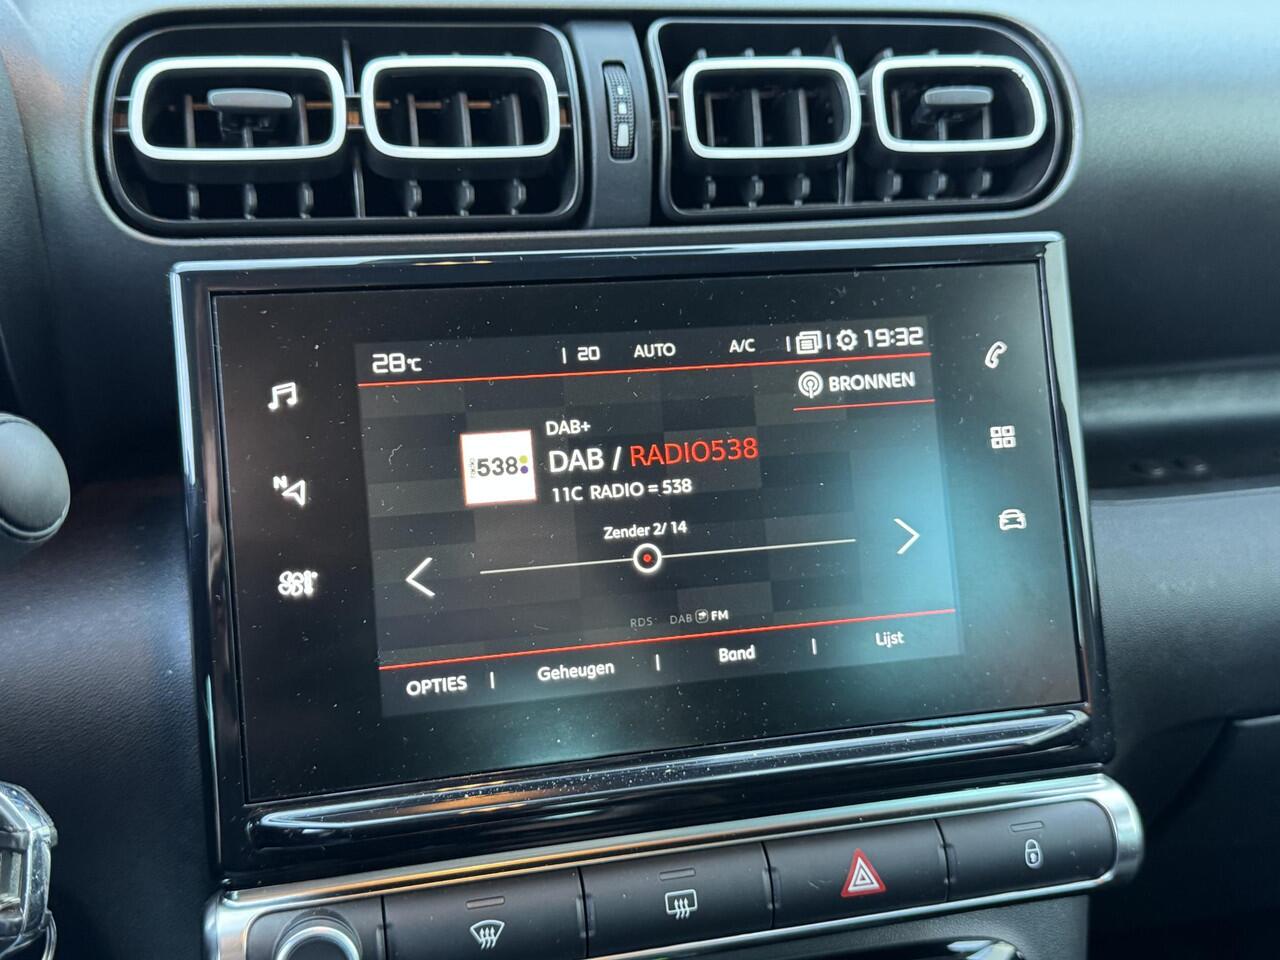 28°C | 20 AUTO A/C | | 19:32
BRONNEN
DAB+
DAB / RADIO538
radio 538
11C RADIO = 538
Zender 2/ 14
N
RDS DAB FM
OPTIES | Geheugen | Band | Lijst